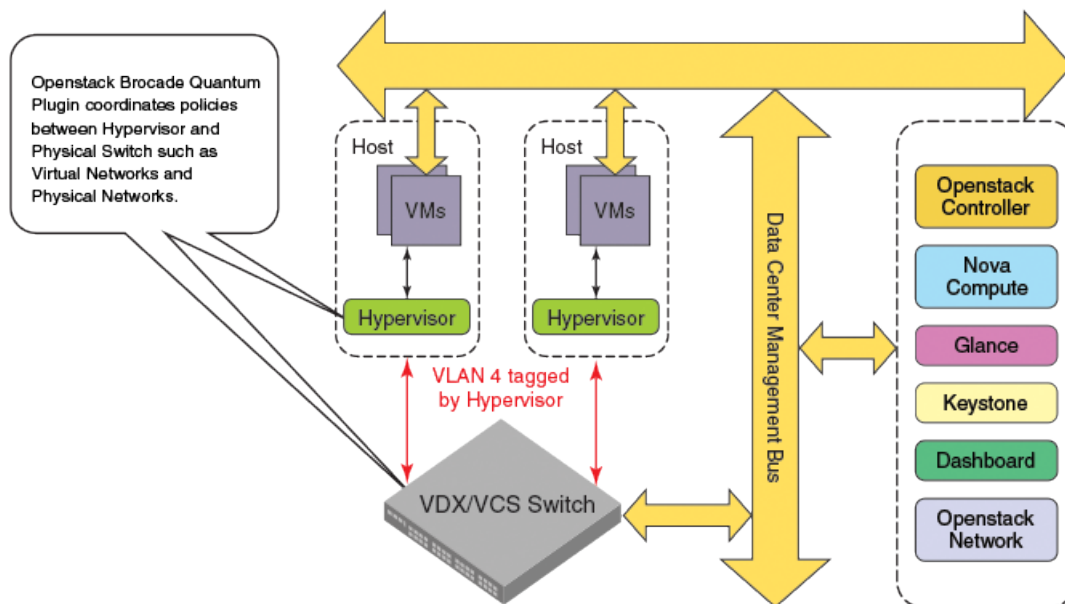 Openstack Brocade Quantum
Plugin coordinates policies
between Hypervisor and
Physical Switch such as
Virtual Networks and
Physical Networks.
Host
VMs
Hypervisor
Host
VMs
Hypervisor
VLAN 4 tagged
by Hypervisor
VDX/VCS Switch
Data Center Management Bus
Openstack
Controller
Nova
Compute
Glance
Keystone
Dashboard
Openstack
Network